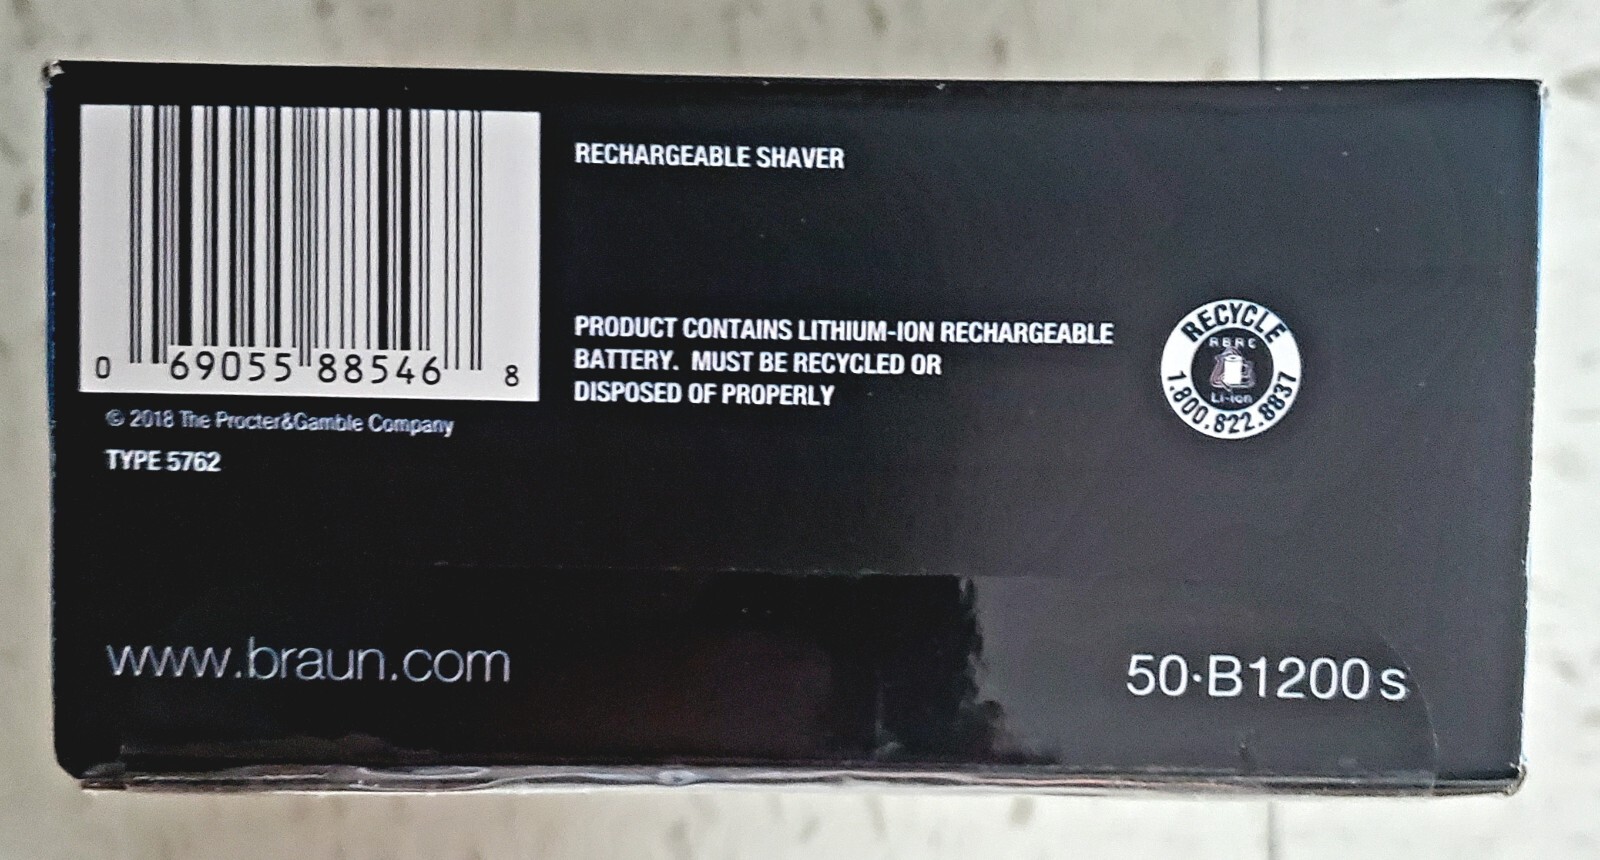 0 69055 88546 8
© 2018 The Procter&Gamble Company
TYPE 5762
RECHARGEABLE SHAVER
PRODUCT CONTAINS LITHIUM-ION RECHARGEABLE
BATTERY. MUST BE RECYCLED OR
DISPOSED OF PROPERLY
RECYCLE
RBRC
Li-ion
1.800.822.8837
www.braun.com
50·B1200s